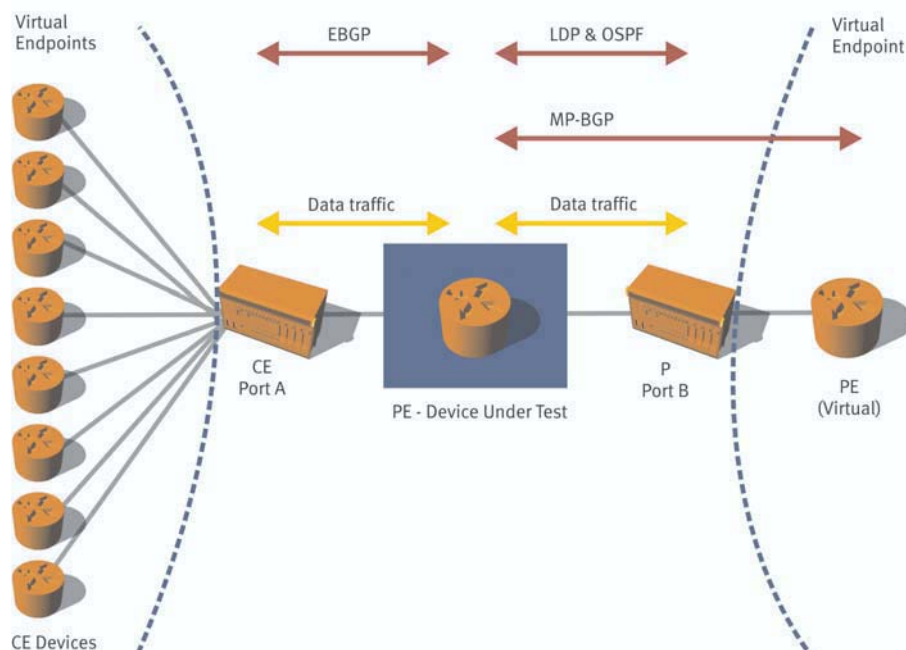 Virtual
Endpoints
EBGP
LDP & OSPF
Virtual
Endpoint
MP-BGP
Data traffic
Data traffic
CE
Port A
PE - Device Under Test
P
Port B
PE
(Virtual)
CE Devices